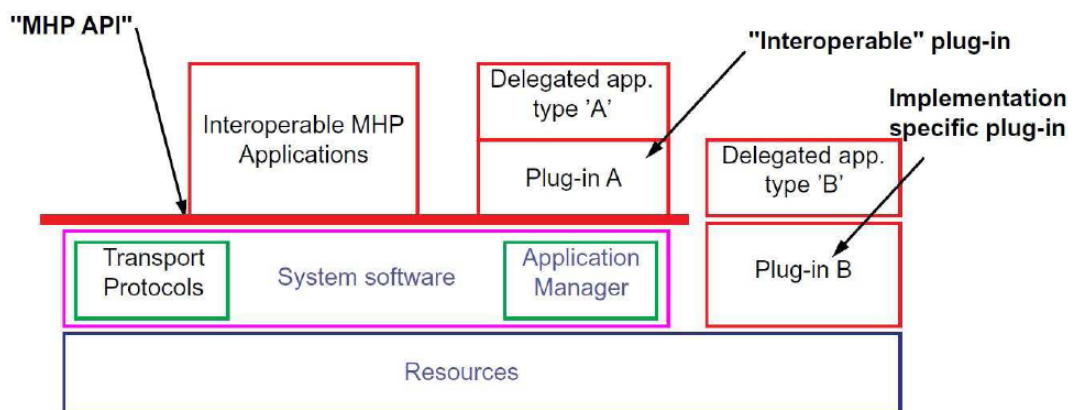 "MHP API"
"Interoperable" plug-in
Implementation
specific plug-in
Interoperable MHP
Applications
Delegated app.
type 'A'
Plug-in A
Delegated app.
type 'B'
Plug-in B
Transport
Protocols
System software
Application
Manager
Resources